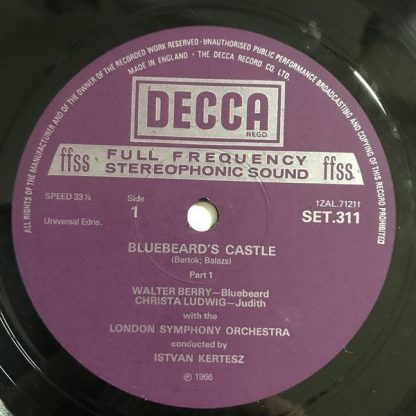 ALL RIGHTS OF THE MANUFACTURER AND OF THE OWNER OF THE RECORDED WORK RESERVED · UNAUTHORISED PUBLIC PERFORMANCE BROADCASTING AND COPYING OF THIS RECORD PROHIBITED
MADE IN ENGLAND · THE DECCA RECORD CO. LTD.
DECCA
REGD.
ffss FULL FREQUENCY ffss
STEREOPHONIC SOUND
SPEED 33⅓
Side
1
†ZAL.7121†
Universal Edns.
SET.311
BLUEBEARD'S CASTLE
(Bartok; Balazs)
Part 1
WALTER BERRY—Bluebeard
CHRISTA LUDWIG—Judith
with the
LONDON SYMPHONY ORCHESTRA
conducted by
ISTVAN KERTESZ
℗ 1966